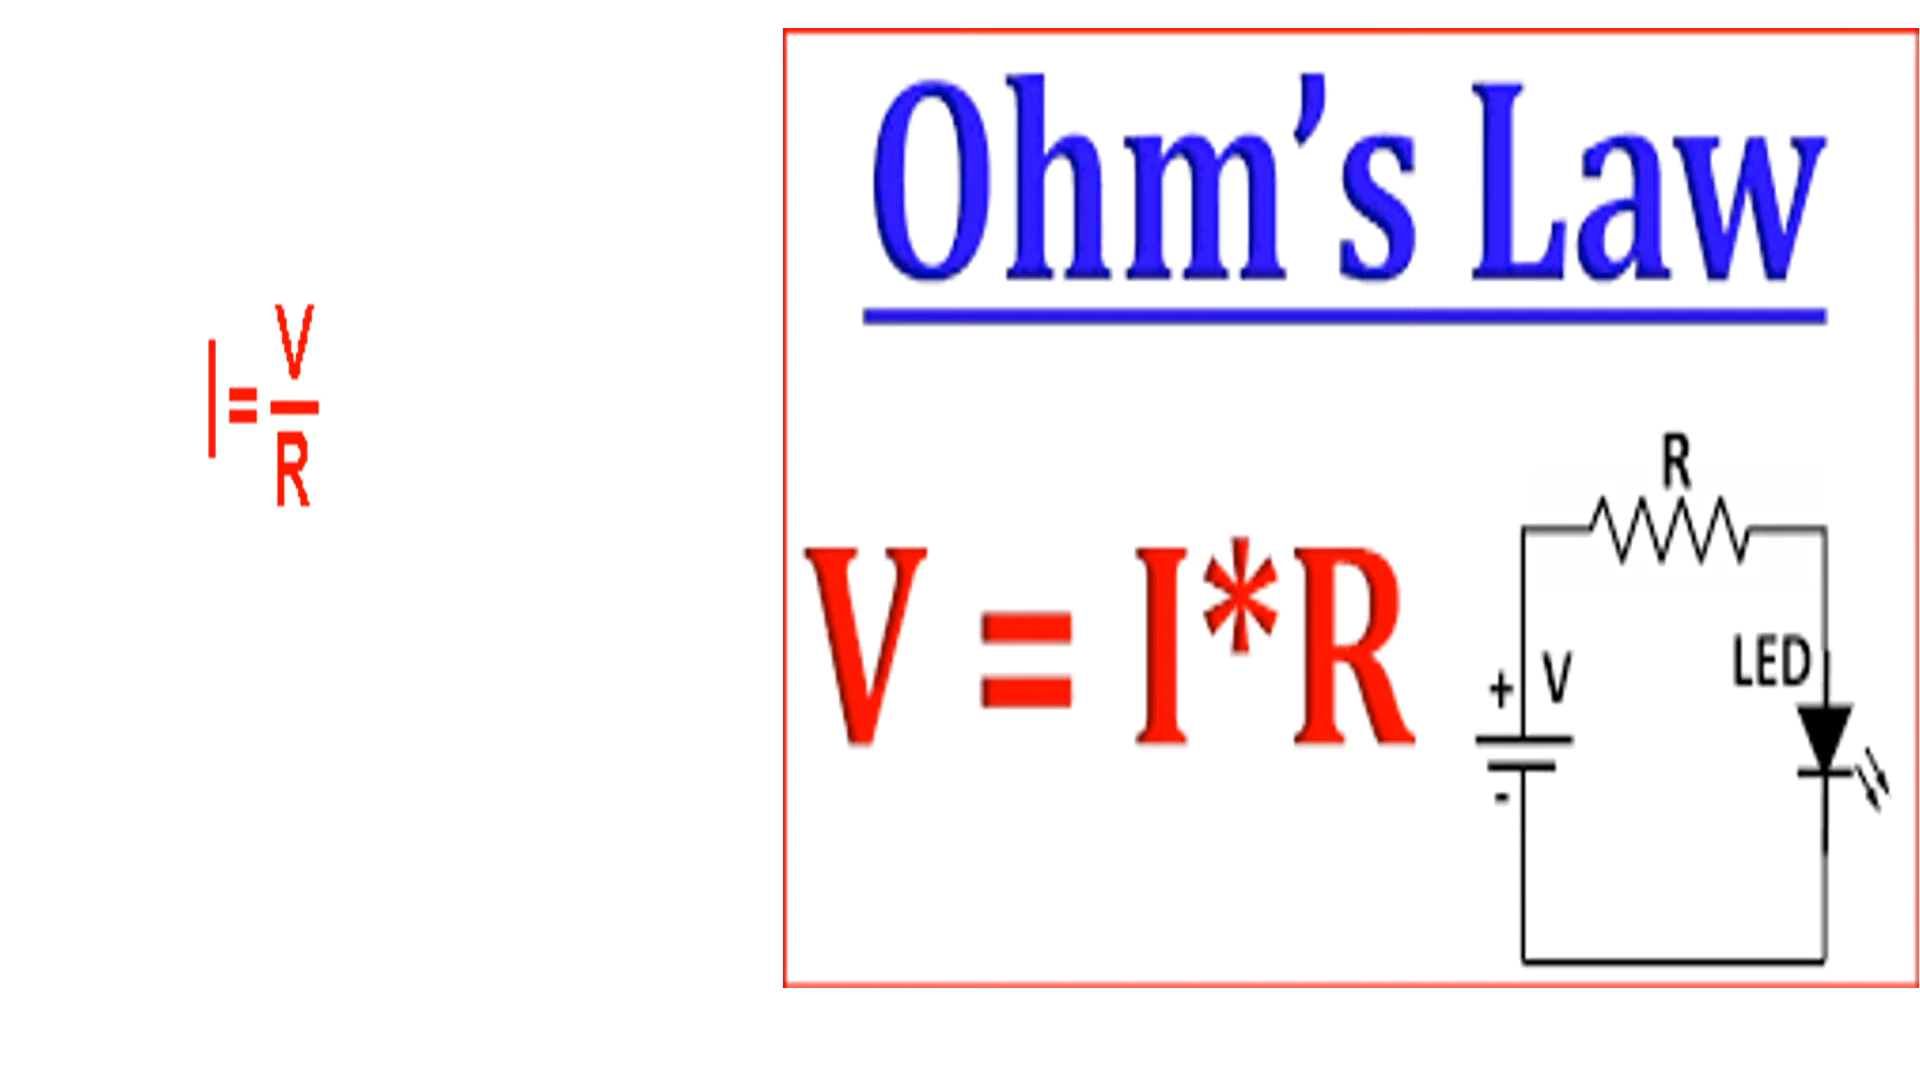 I=V/R
Ohm's Law
V = I*R
R
LED
+ V
-